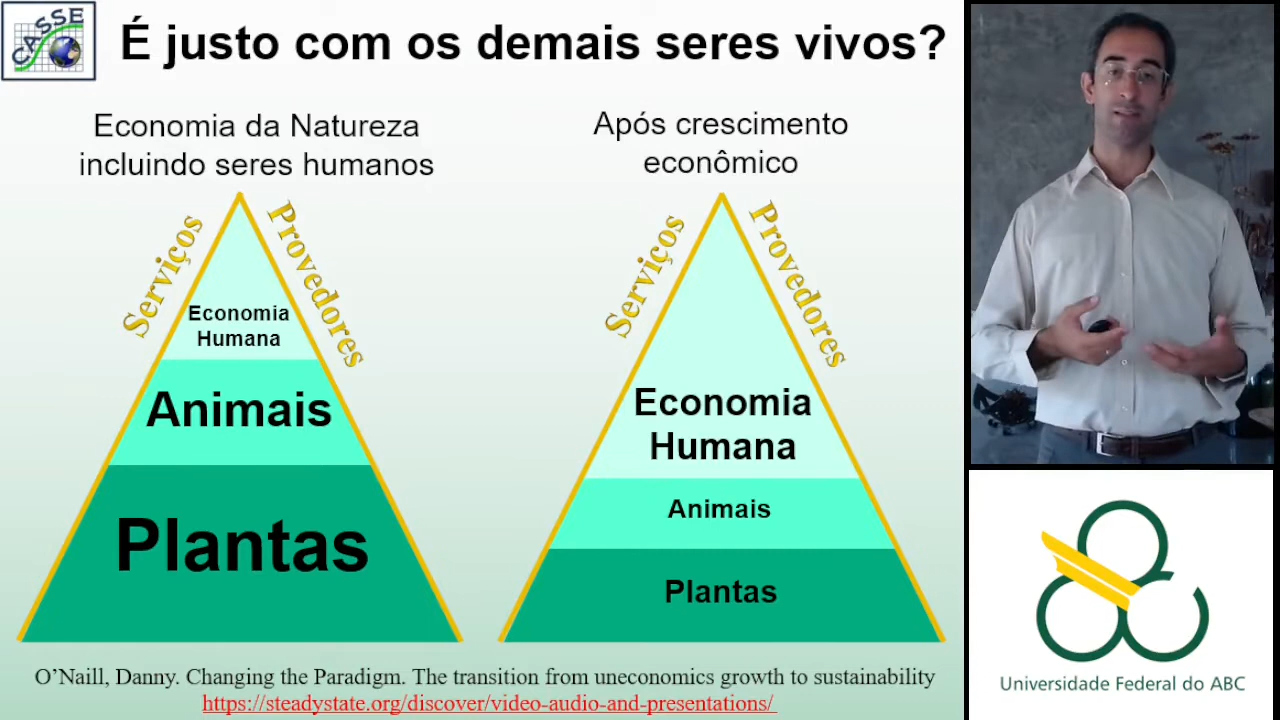 CASSE
É justo com os demais seres vivos?
Economia da Natureza
incluindo seres humanos
Serviços
Provedores
Economia
Humana
Animais
Plantas
Após crescimento
econômico
Serviços
Provedores
Economia
Humana
Animais
Plantas
O’Naill, Danny. Changing the Paradigm. The transition from uneconomics growth to sustainability
https://steadystate.org/discover/video-audio-and-presentations/
Universidade Federal do ABC